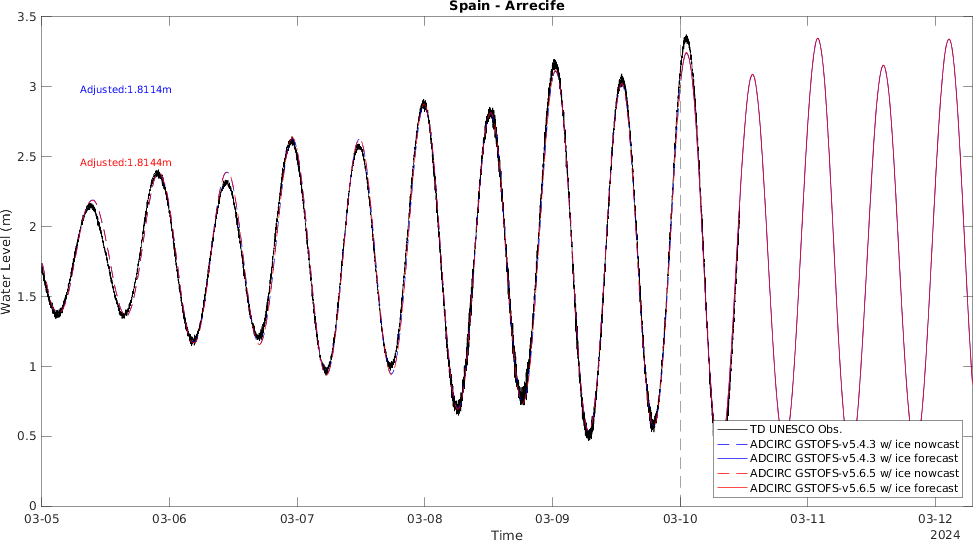 Spain - Arrecife
3.5
3
2.5
2
1.5
1
0.5
0
Water Level (m)
Adjusted:1.8114m
Adjusted:1.8144m
TD UNESCO Obs.
ADCIRC GSTOFS-v5.4.3 w/ ice nowcast
ADCIRC GSTOFS-v5.4.3 w/ ice forecast
ADCIRC GSTOFS-v5.6.5 w/ ice nowcast
ADCIRC GSTOFS-v5.6.5 w/ ice forecast
03-05 03-06 03-07 03-08 03-09 03-10 03-11 03-12
Time
2024